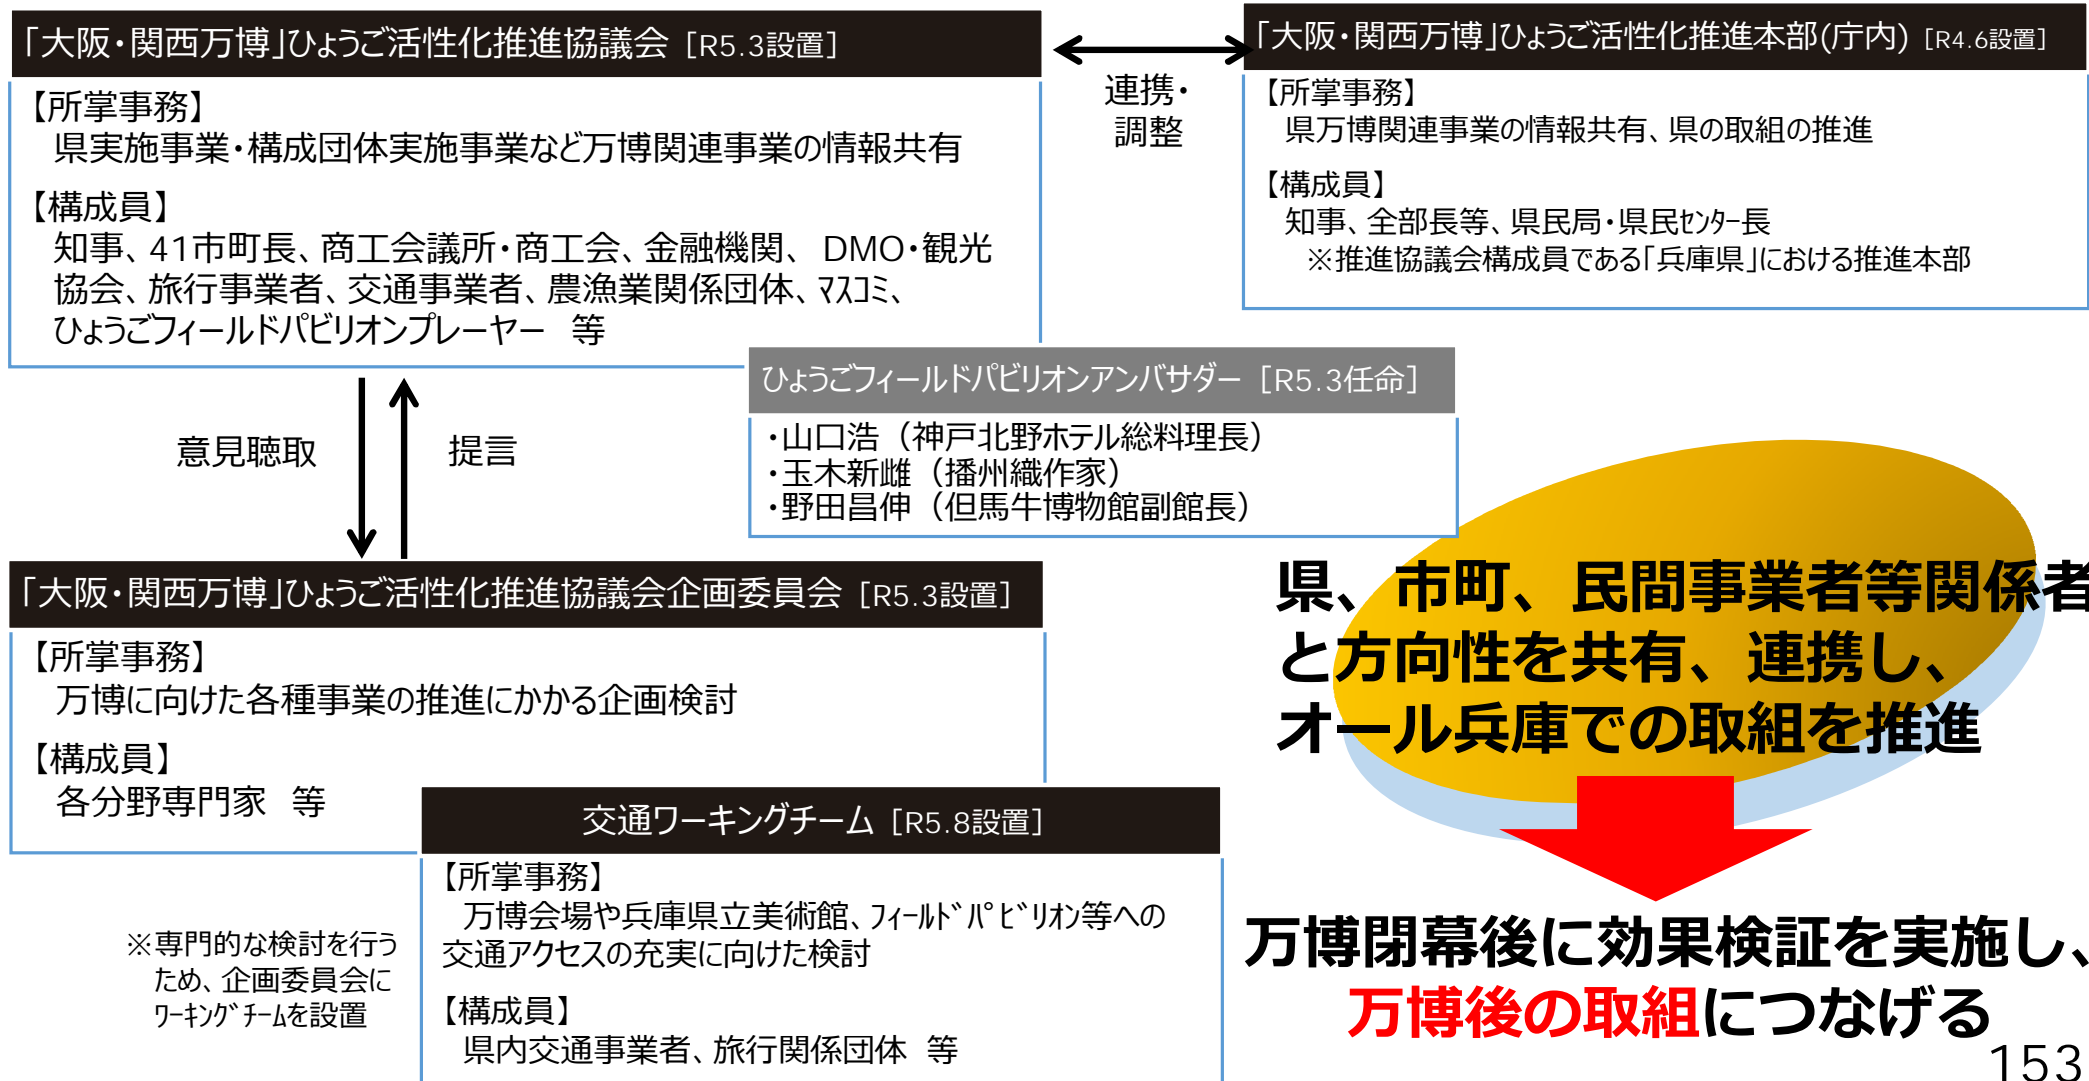 「大阪・関西万博」ひょうご活性化推進協議会 [R5.3設置]
【所掌事務】
県実施事業・構成団体実施事業など万博関連事業の情報共有
【構成員】
知事、41市町長、商工会議所・商工会、金融機関、DMO・観光
協会、旅行事業者、交通事業者、農漁業関係団体、ﾏｽｺﾐ、
ひょうごフィールドパビリオンプレーヤー 等
連携・
調整
「大阪・関西万博」ひょうご活性化推進本部(庁内) [R4.6設置]
【所掌事務】
県万博関連事業の情報共有、県の取組の推進
【構成員】
知事、全部長等、県民局・県民ｾﾝﾀｰ長
※推進協議会構成員である「兵庫県」における推進本部
ひょうごフィールドパビリオンアンバサダー [R5.3任命]
・山口浩（神戸北野ホテル総料理長）
・玉木新雌（播州織作家）
・野田昌伸（但馬牛博物館副館長）
意見聴取
提言
「大阪・関西万博」ひょうご活性化推進協議会企画委員会 [R5.3設置]
【所掌事務】
万博に向けた各種事業の推進にかかる企画検討
【構成員】
各分野専門家 等
※専門的な検討を行う
ため、企画委員会に
ﾜｰｷﾝｸﾞﾁｰﾑを設置
交通ワーキングチーム [R5.8設置]
【所掌事務】
万博会場や兵庫県立美術館、ﾌｨｰﾙﾄﾞﾊﾟﾋﾞﾘｵﾝ等への
交通アクセスの充実に向けた検討
【構成員】
県内交通事業者、旅行関係団体 等
県、市町、民間事業者等関係者
と方向性を共有、連携し、
オール兵庫での取組を推進
万博閉幕後に効果検証を実施し、
万博後の取組につなげる
153